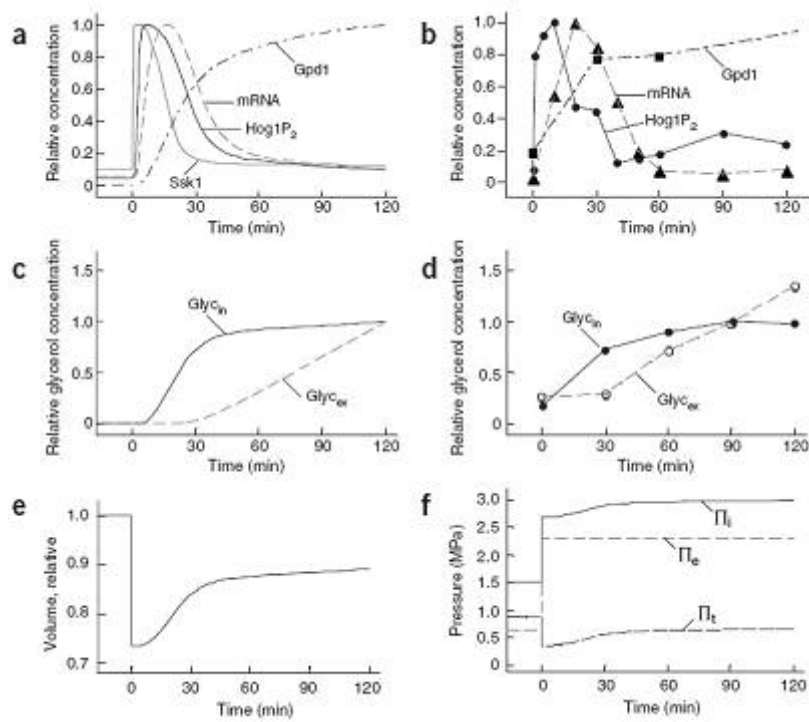 a
Relative concentration
1.0
0.8
0.6
0.4
0.2
0
Gpd1
mRNA
Hog1P2
Ssk1
0 30 60 90 120
Time (min)
b
Relative concentration
1.0
0.8
0.6
0.4
0.2
0.0
Gpd1
mRNA
Hog1P2
0 30 60 90 120
Time (min)
c
Relative glycerol concentration
1.5
1.0
0.5
0
Glycin
Glycex
0 30 60 90 120
Time (min)
d
Relative glycerol concentration
1.5
1.0
0.5
0
Glycin
Glycex
0 30 60 90 120
Time (min)
e
Volume, relative
1.0
0.9
0.8
0.7
0 30 60 90 120
Time (min)
f
Pressure (MPa)
3.0
2.5
2.0
1.5
1.0
0.5
0
Πi
Πe
Πt
0 30 60 90 120
Time (min)